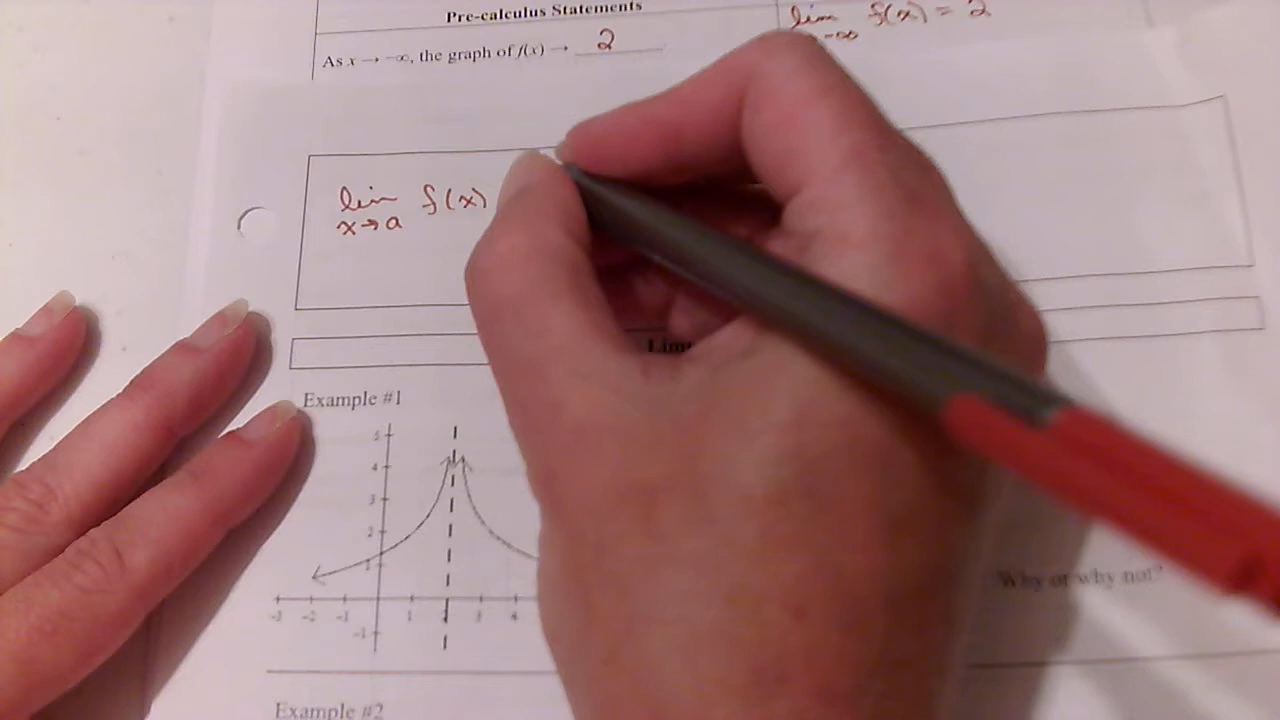 Pre-calculus Statements
lim f(x) = 2
-∞
As x → -∞, the graph of f(x) → 2
lim f(x)
x→a
Example #1
5
4
3
2
1
-3 -2 -1 1 2 3 4
-1
Why or why not?
Example #2